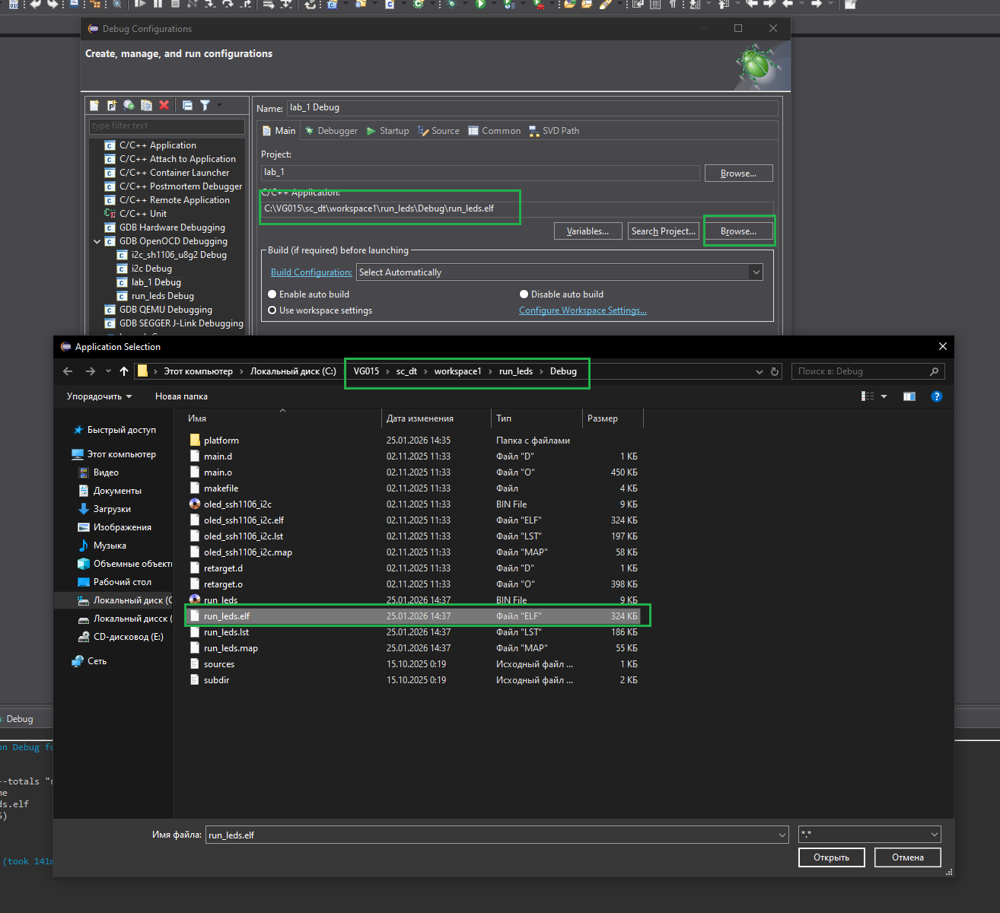 Debug Configurations
Create, manage, and run configurations
type filter text
C/C++ Application
C/C++ Attach to Application
C/C++ Container Launcher
C/C++ Postmortem Debugger
C/C++ Remote Application
C/C++ Unit
GDB Hardware Debugging
GDB OpenOCD Debugging
i2c_sh1106_u8g2 Debug
i2c Debug
lab_1 Debug
run_leds Debug
GDB QEMU Debugging
GDB SEGGER J-Link Debugging
Name: lab_1 Debug
Main Debugger Startup Source Common SVD Path
Project:
lab_1 Browse...
C/C++ Application:
C:\VG015\sc_dt\workspace1\run_leds\Debug\run_leds.elf
Variables... Search Project... Browse...
Build (if required) before launching
Build Configuration: Select Automatically
Enable auto build Disable auto build
Use workspace settings Configure Workspace Settings...
Application Selection
Этот компьютер Локальный диск (C:) VG015 sc_dt workspace1 run_leds Debug Поиск в: Debug
Упорядочить Новая папка
Быстрый доступ
Этот компьютер
Видео
Документы
Загрузки
Изображения
Музыка
Объемные объекты
Рабочий стол
Локальный диск (C
Локальный дисск (
CD-дисковод (E:)
Сеть
Имя Дата изменения Тип Размер
platform 25.01.2026 14:35 Папка с файлами
main.d 02.11.2025 11:33 Файл "D" 1 КБ
main.o 02.11.2025 11:33 Файл "O" 450 КБ
makefile 02.11.2025 11:33 Файл 4 КБ
oled_ssh1106_i2c 02.11.2025 11:33 BIN File 9 КБ
oled_ssh1106_i2c.elf 02.11.2025 11:33 Файл "ELF" 324 КБ
oled_ssh1106_i2c.lst 02.11.2025 11:33 Файл "LST" 197 КБ
oled_ssh1106_i2c.map 02.11.2025 11:33 Файл "MAP" 58 КБ
retarget.d 02.11.2025 11:33 Файл "D" 1 КБ
retarget.o 02.11.2025 11:33 Файл "O" 398 КБ
run_leds 25.01.2026 14:37 BIN File 9 КБ
run_leds.elf 25.01.2026 14:37 Файл "ELF" 324 КБ
run_leds.lst 25.01.2026 14:37 Файл "LST" 186 КБ
run_leds.map 25.01.2026 14:37 Файл "MAP" 55 КБ
sources 15.10.2025 0:19 Исходный файл ... 1 КБ
subdir 15.10.2025 0:19 Исходный файл ... 2 КБ
Имя файла: run_leds.elf *.*
Открыть Отмена
Debug
on Debug fo
--totals "r
me
ds.elf
(took 141m